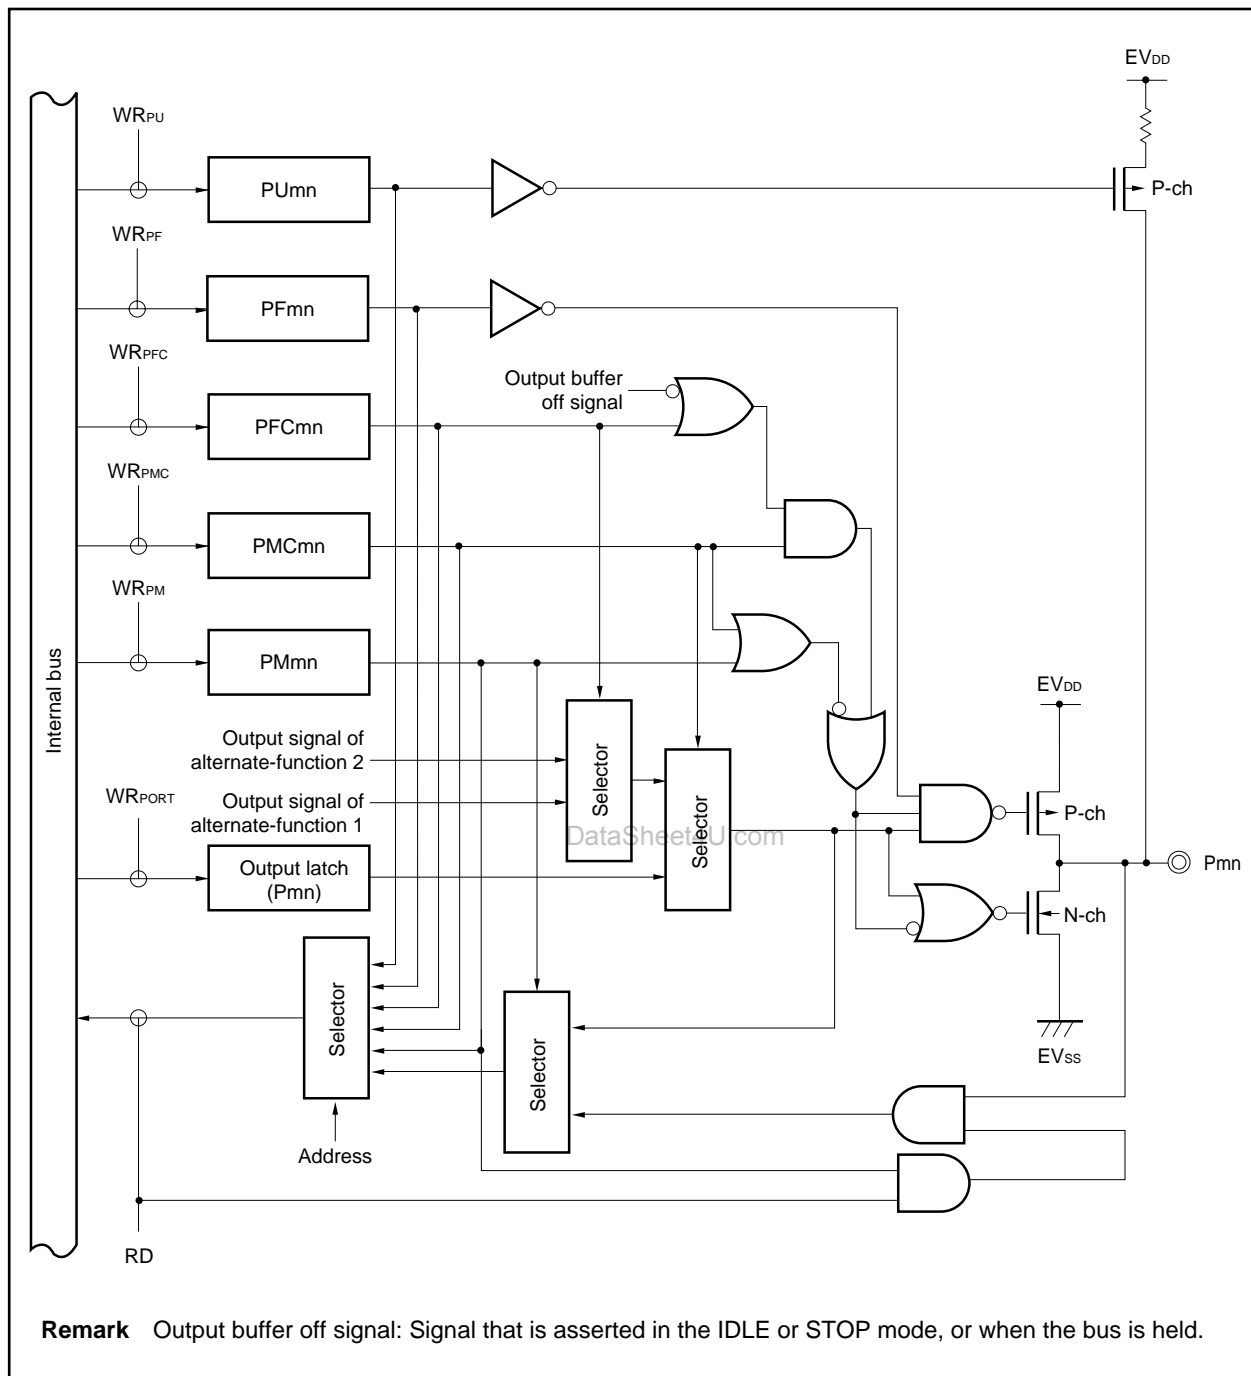 EVDD
WRPU
PUmn
P-ch
WRPF
PFmn
WRPFC
Output buffer
off signal
PFCmn
WRPMC
PMCmn
WRPM
PMmn
Internal bus
EVDD
Output signal of
alternate-function 2
Selector
Selector
WRPORT
Output signal of
alternate-function 1
P-ch
DataSheet4U.com
Output latch
(Pmn)
Pmn
N-ch
Selector
Selector
EVSS
Address
RD
Remark Output buffer off signal: Signal that is asserted in the IDLE or STOP mode, or when the bus is held.